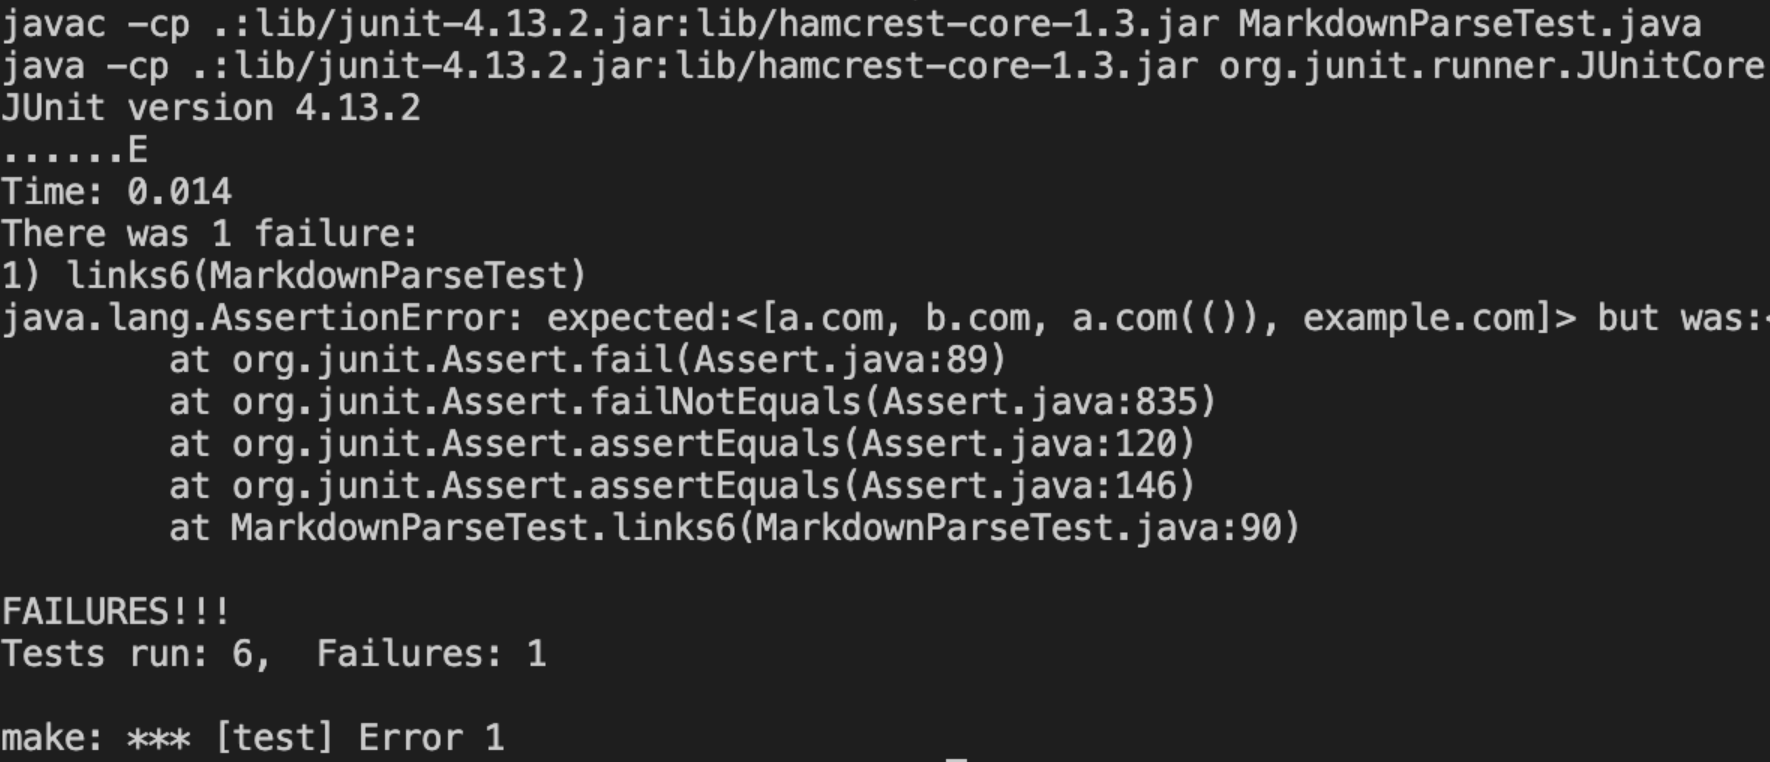 javac -cp .:lib/junit-4.13.2.jar:lib/hamcrest-core-1.3.jar MarkdownParseTest.java
java -cp .:lib/junit-4.13.2.jar:lib/hamcrest-core-1.3.jar org.junit.runner.JUnitCore
JUnit version 4.13.2
......E
Time: 0.014
There was 1 failure:
1) links6(MarkdownParseTest)
java.lang.AssertionError: expected:<[a.com, b.com, a.com(()), example.com]> but was:<
        at org.junit.Assert.fail(Assert.java:89)
        at org.junit.Assert.failNotEquals(Assert.java:835)
        at org.junit.Assert.assertEquals(Assert.java:120)
        at org.junit.Assert.assertEquals(Assert.java:146)
        at MarkdownParseTest.links6(MarkdownParseTest.java:90)
FAILURES!!!
Tests run: 6,  Failures: 1
make: *** [test] Error 1